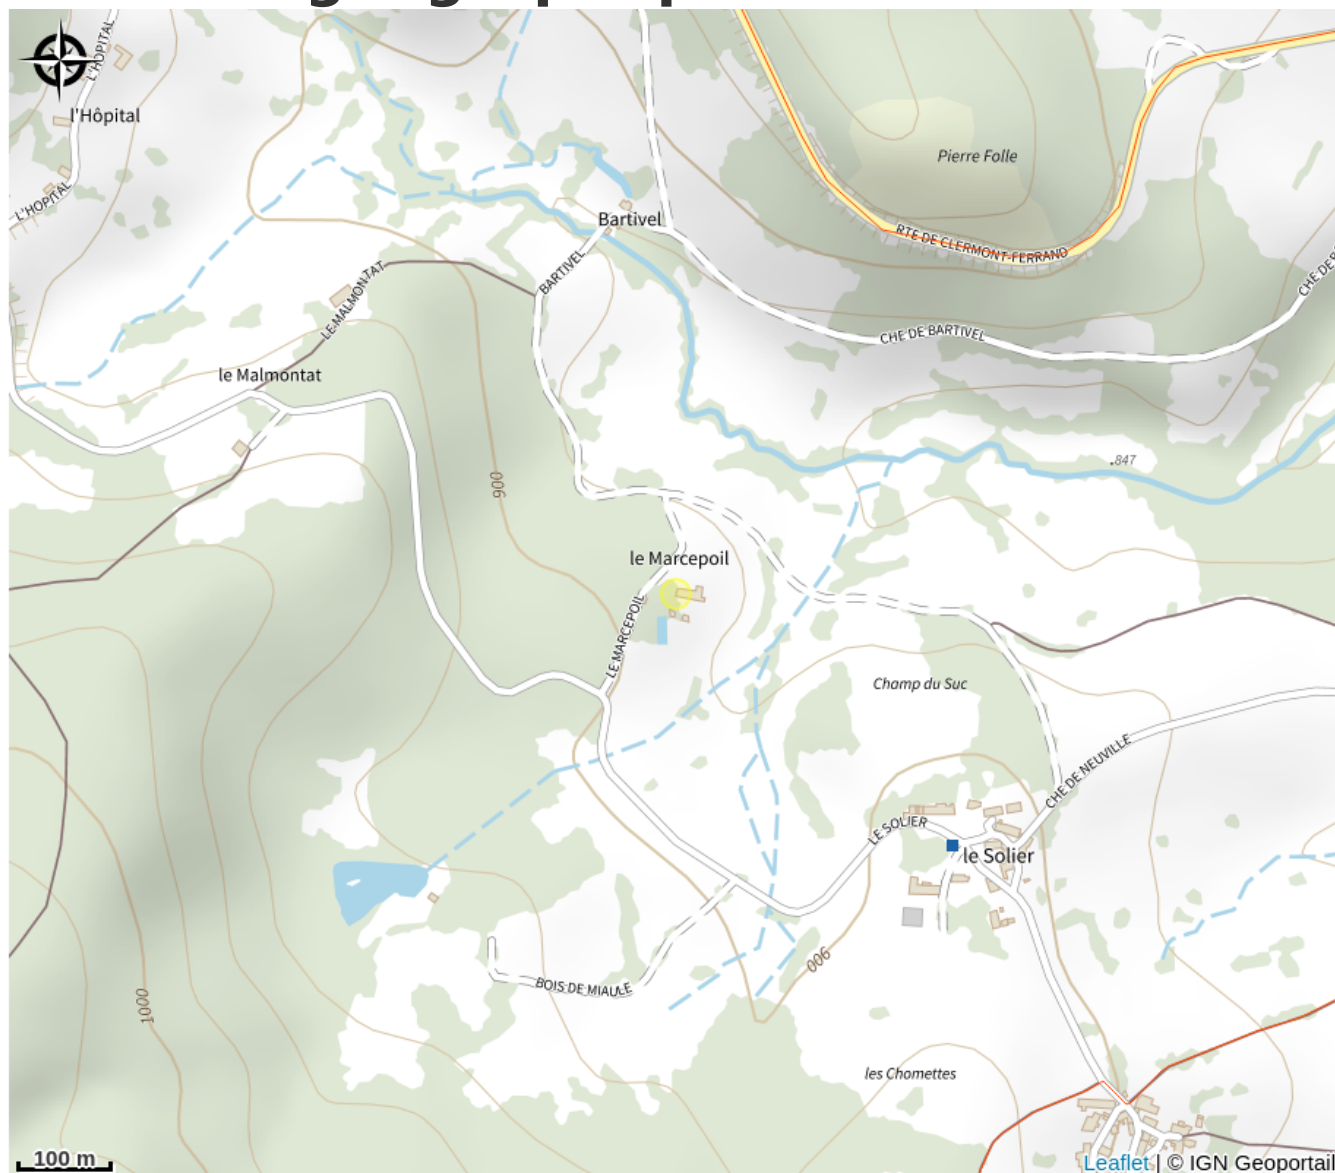 L'HOPITAL
l'Hôpital
L'HOPITAL
Pierre Folle
Bartivel
RTE DE CLERMONT-FERRAND
BARTIVEL
LE MALMONTAT
CHE DE BARTIVEL
le Malmontat
.847
900
le Marcepoil
LE MARCEPOIL
Champ du Suc
CHE DE NEUVILLE
LE SOLIER
le Solier
900
BOIS DE MIAULE
1000
les Chomettes
100 m
Leaflet | © IGN Geoportail